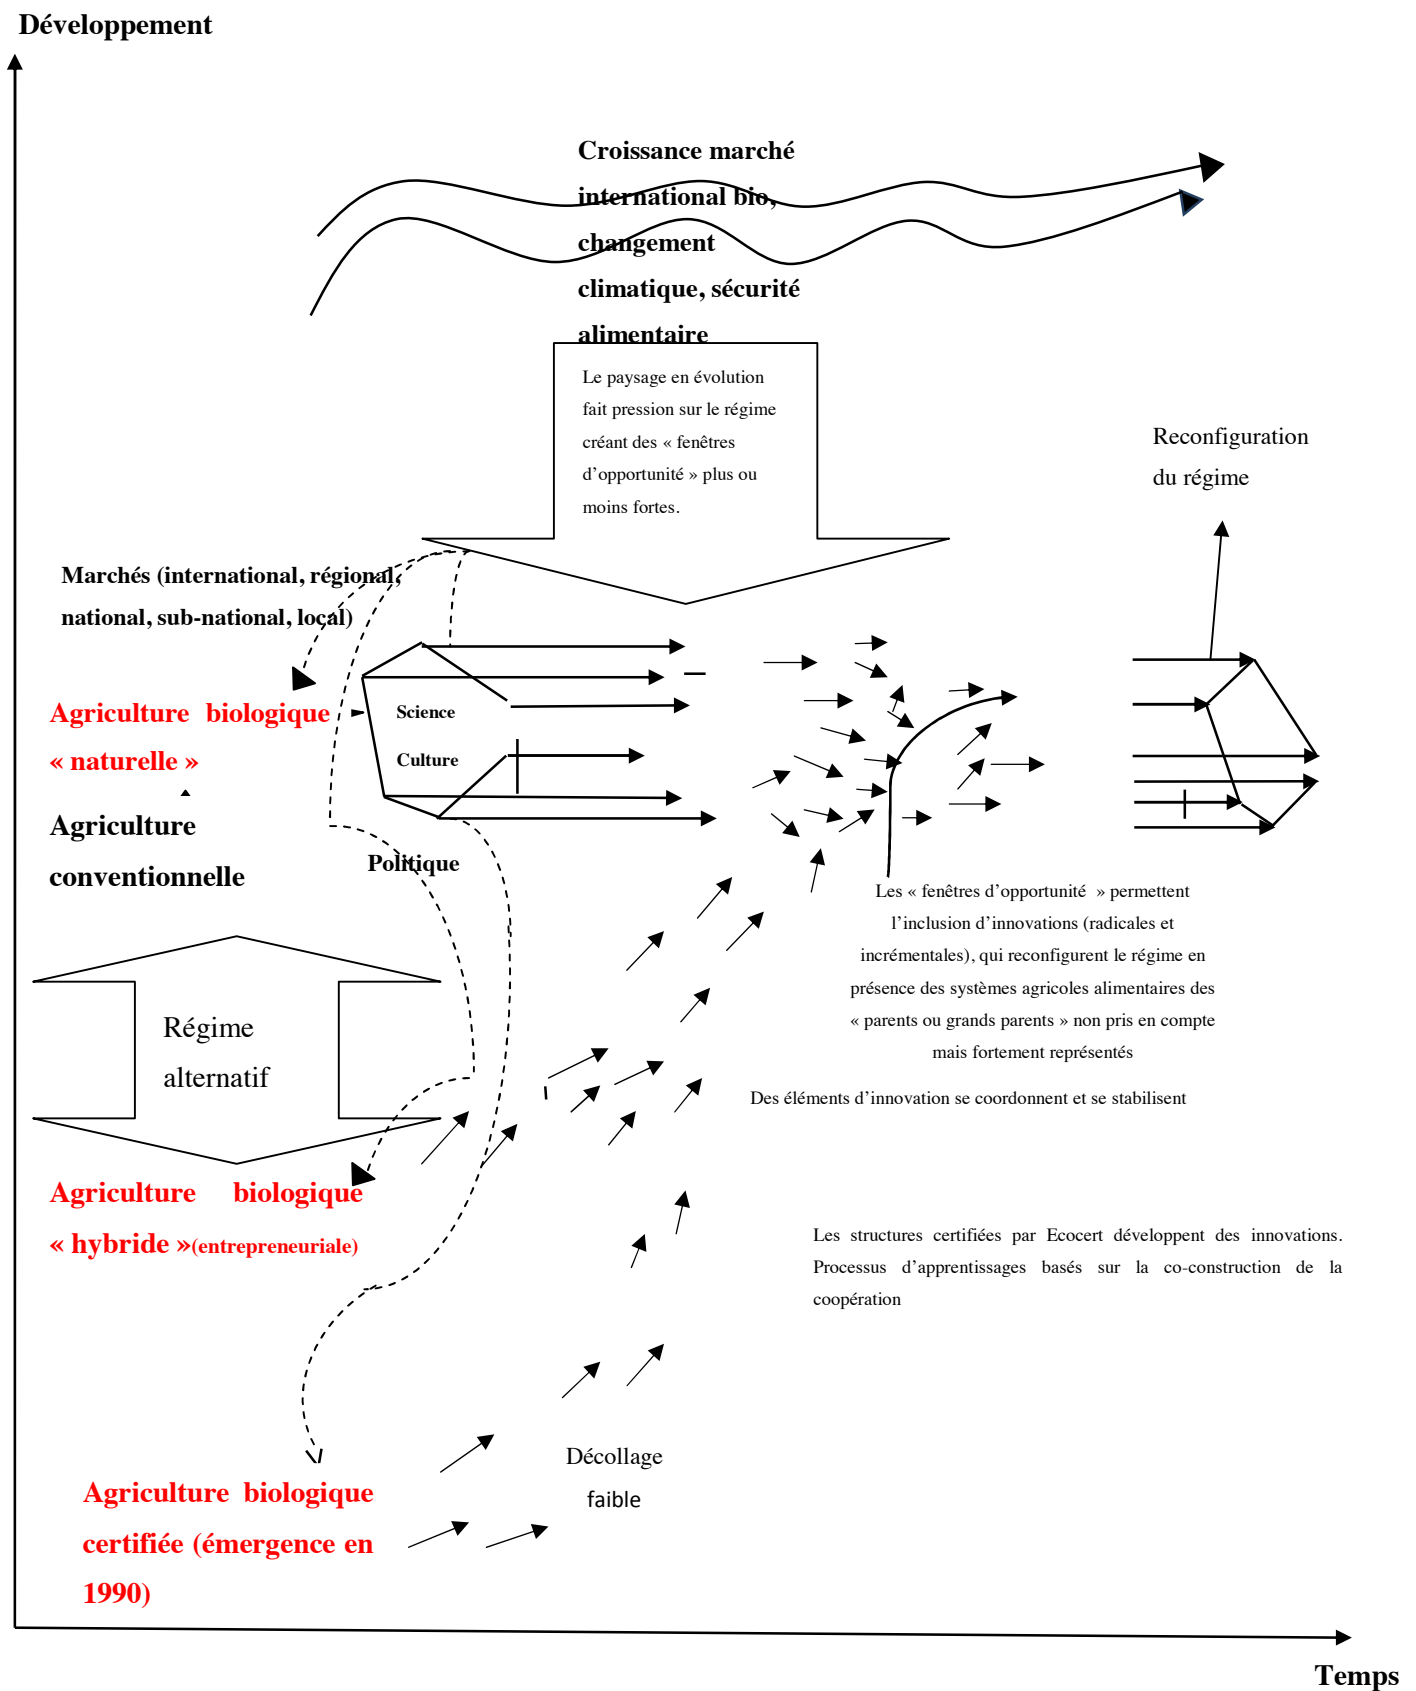 Développement
Croissance marché
international bio,
changement
climatique, sécurité
alimentaire
Le paysage en évolution
fait pression sur le régime
créant des « fenêtres
d’opportunité » plus ou
moins fortes.
Reconfiguration
du régime
Marchés (international, régional,
national, sub-national, local)
Agriculture biologique
« naturelle »
Science
Culture
Agriculture
conventionnelle
Politique
Les « fenêtres d’opportunité » permettent
l’inclusion d’innovations (radicales et
incrémentales), qui reconfigurent le régime en
présence des systèmes agricoles alimentaires des
« parents ou grands parents » non pris en compte
mais fortement représentés
Régime
alternatif
Des éléments d’innovation se coordonnent et se stabilisent
Agriculture biologique
« hybride »(entrepreneuriale)
Les structures certifiées par Ecocert développent des innovations.
Processus d’apprentissages basés sur la co-construction de la
coopération
Décollage
faible
Agriculture biologique
certifiée (émergence en
1990)
Temps